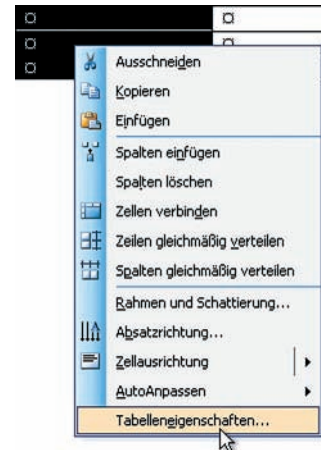 Ausschneiden
Kopieren
Einfügen
Spalten einfügen
Spalten löschen
Zellen verbinden
Zeilen gleichmäßig verteilen
Spalten gleichmäßig verteilen
Rahmen und Schattierung...
Absatzrichtung...
Zellausrichtung
AutoAnpassen
Tabelleneigenschaften...